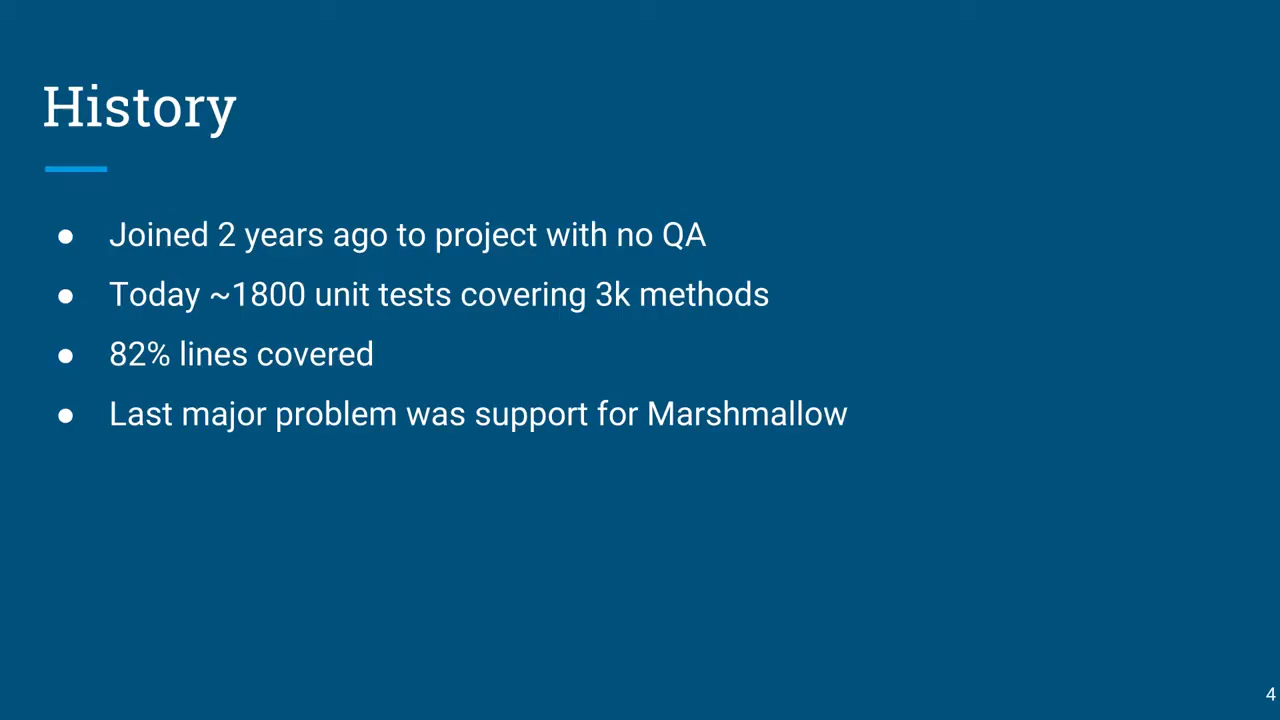 History
● Joined 2 years ago to project with no QA
● Today ~1800 unit tests covering 3k methods
● 82% lines covered
● Last major problem was support for Marshmallow
4